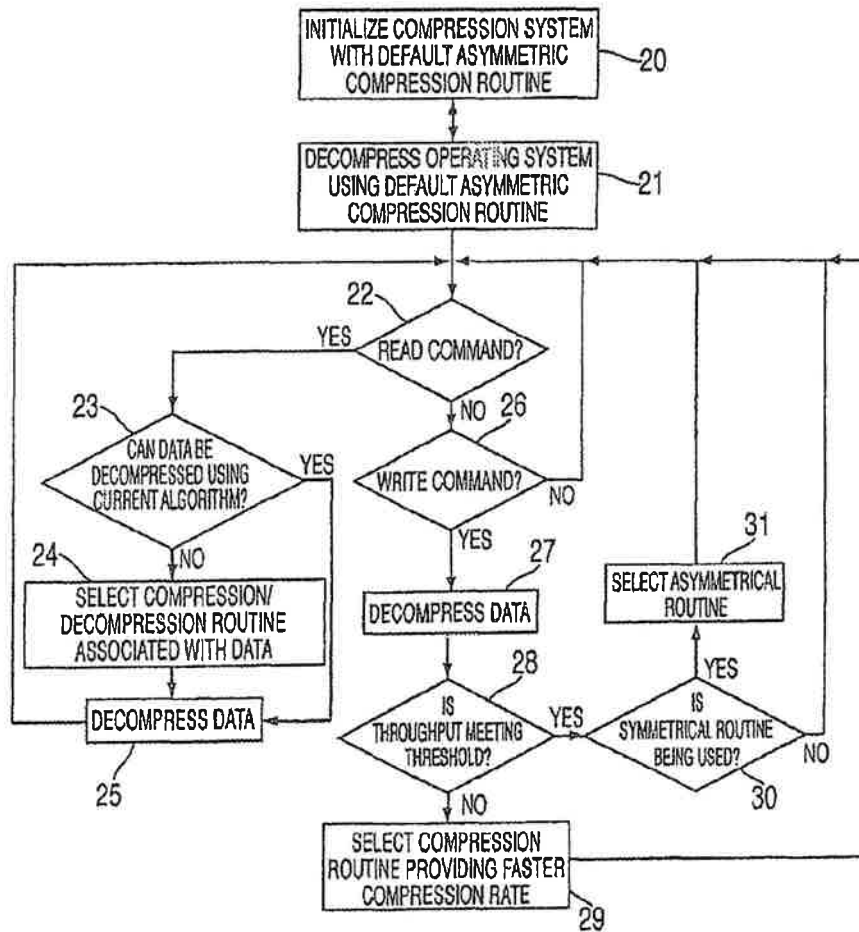 INITIALIZE COMPRESSION SYSTEM
WITH DEFAULT ASYMMETRIC
COMPRESSION ROUTINE
20
DECOMPRESS OPERATING SYSTEM
USING DEFAULT ASYMMETRIC
COMPRESSION ROUTINE
21
22
YES
READ COMMAND?
NO
23
CAN DATA BE
DECOMPRESSED USING
CURRENT ALGORITHM?
YES
NO
24
SELECT COMPRESSION/
DECOMPRESSION ROUTINE
ASSOCIATED WITH DATA
DECOMPRESS DATA
25
26
WRITE COMMAND?
NO
YES
27
DECOMPRESS DATA
28
IS
THROUGHPUT MEETING
THRESHOLD?
YES
NO
SELECT COMPRESSION
ROUTINE PROVIDING FASTER
COMPRESSION RATE
29
31
SELECT ASYMMETRICAL
ROUTINE
YES
IS
SYMMETRICAL ROUTINE
BEING USED?
NO
30